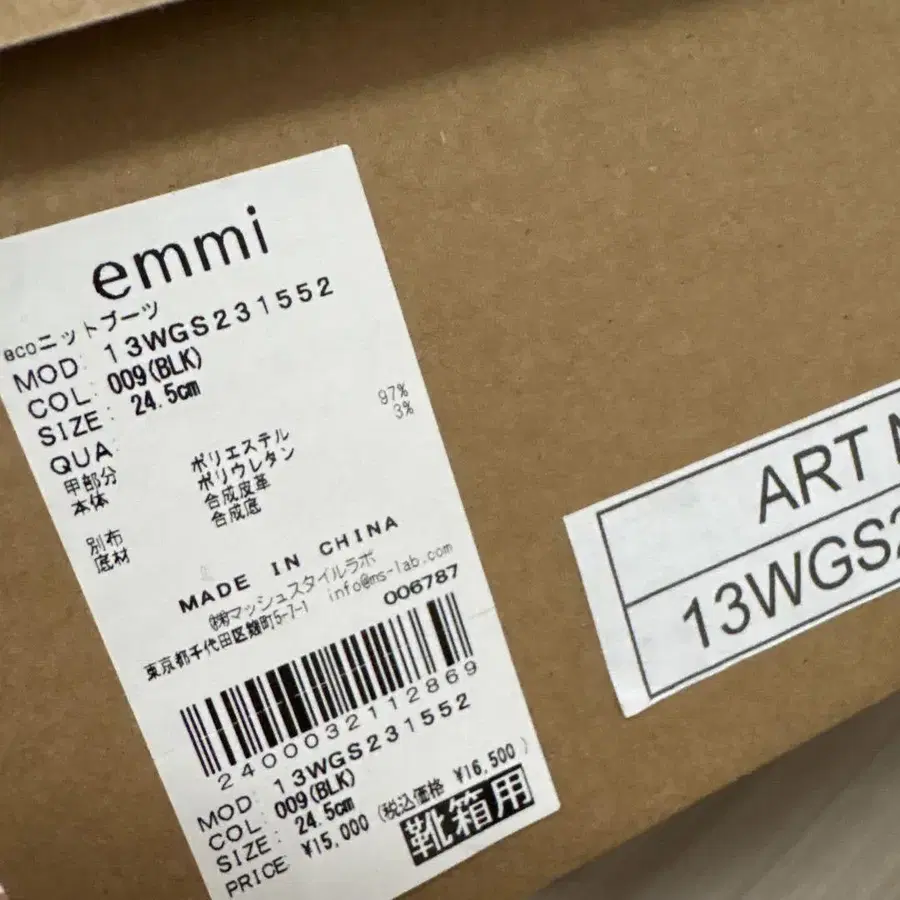 emmi
ecoニットブーツ
MOD: 13WGS231552
COL: 009(BLK)
SIZE: 24.5cm
QUA:
甲部分
本体 ポリエステル 97%
ポリウレタン 3%
別布 合成皮革
底材 合成底
MADE IN CHINA
㈱マッシュスタイルラボ
東京都千代田区麹町5-7-1 info@ms-lab.com
006787
2400032112869
MOD: 13WGS231552
COL: 009(BLK)
SIZE: 24.5cm
PRICE: ¥15,000 (税込価格 ¥16,500)
靴箱用
ART
13WGS2